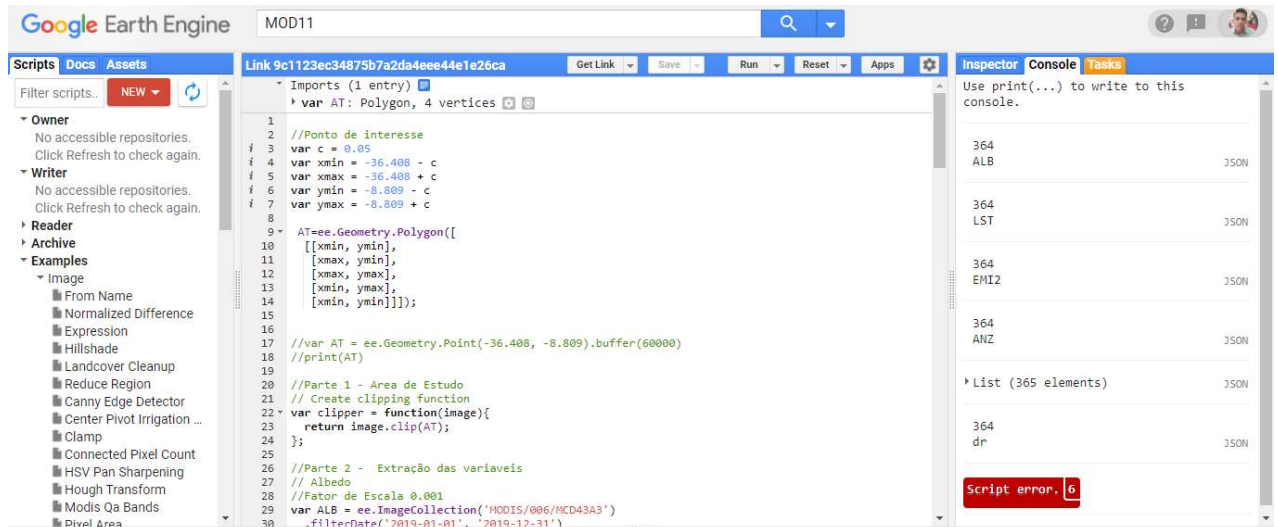 Google Earth Engine
MOD11
Scripts Docs Assets
Filter scripts..
NEW
Owner
No accessible repositories.
Click Refresh to check again.
Writer
No accessible repositories.
Click Refresh to check again.
Reader
Archive
Examples
Image
From Name
Normalized Difference
Expression
Hillshade
Landcover Cleanup
Reduce Region
Canny Edge Detector
Center Pivot Irrigation ...
Clamp
Connected Pixel Count
HSV Pan Sharpening
Hough Transform
Modis Qa Bands
Pixel Area
Link 9c1123ec34875b7a2da4eee44e1e26ca
Get Link Save Run Reset Apps
Imports (1 entry)
var AT: Polygon, 4 vertices
1
2 //Ponto de interesse
i 3 var c = 0.05
i 4 var xmin = -36.408 - c
i 5 var xmax = -36.408 + c
i 6 var ymin = -8.809 - c
i 7 var ymax = -8.809 + c
8
9 AT=ee.Geometry.Polygon([
10 [[xmin, ymin],
11 [xmax, ymin],
12 [xmax, ymax],
13 [xmin, ymax],
14 [xmin, ymin]]]);
15
16
17 //var AT = ee.Geometry.Point(-36.408, -8.809).buffer(60000)
18 //print(AT)
19
20 //Parte 1 - Area de Estudo
21 // Create clipping function
22 var clipper = function(image){
23 return image.clip(AT);
24 };
25
26 //Parte 2 - Extração das variaveis
27 // Albedo
28 //Fator de Escala 0.001
29 var ALB = ee.ImageCollection('MODIS/006/MCD43A3')
30 .filterDate('2019-01-01', '2019-12-31')
Inspector Console Tasks
Use print(...) to write to this
console.
364
ALB JSON
364
LST JSON
364
EMI2 JSON
364
ANZ JSON
List (365 elements) JSON
364
dr JSON
Script error. 6